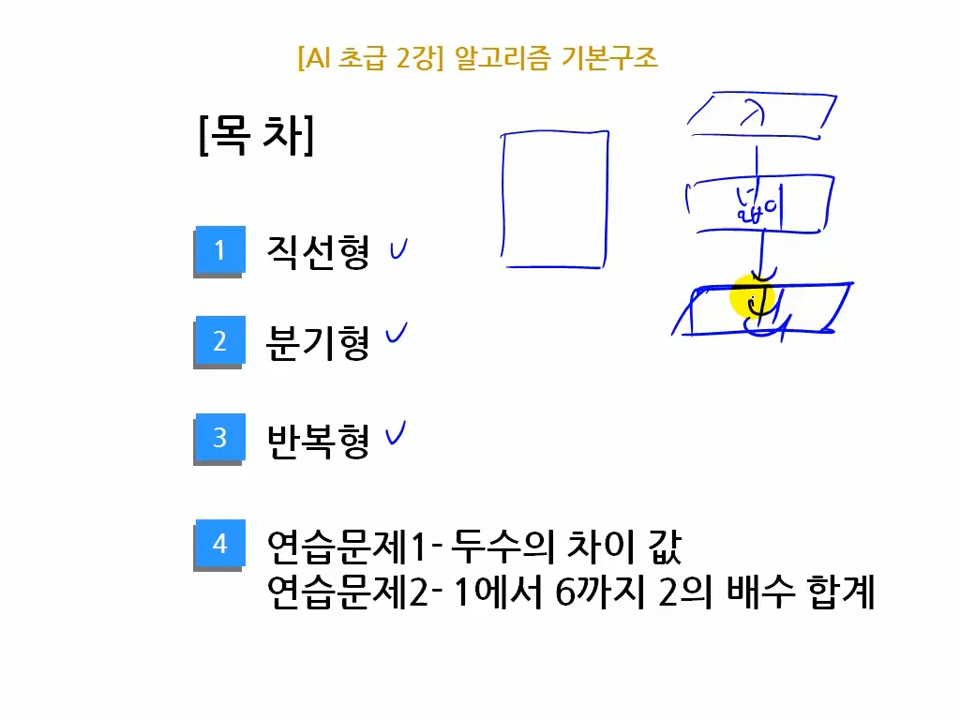 [AI 초급 2강] 알고리즘 기본구조
[목 차]
1 직선형
2 분기형
3 반복형
4 연습문제1- 두수의 차이 값
연습문제2- 1에서 6까지 2의 배수 합계